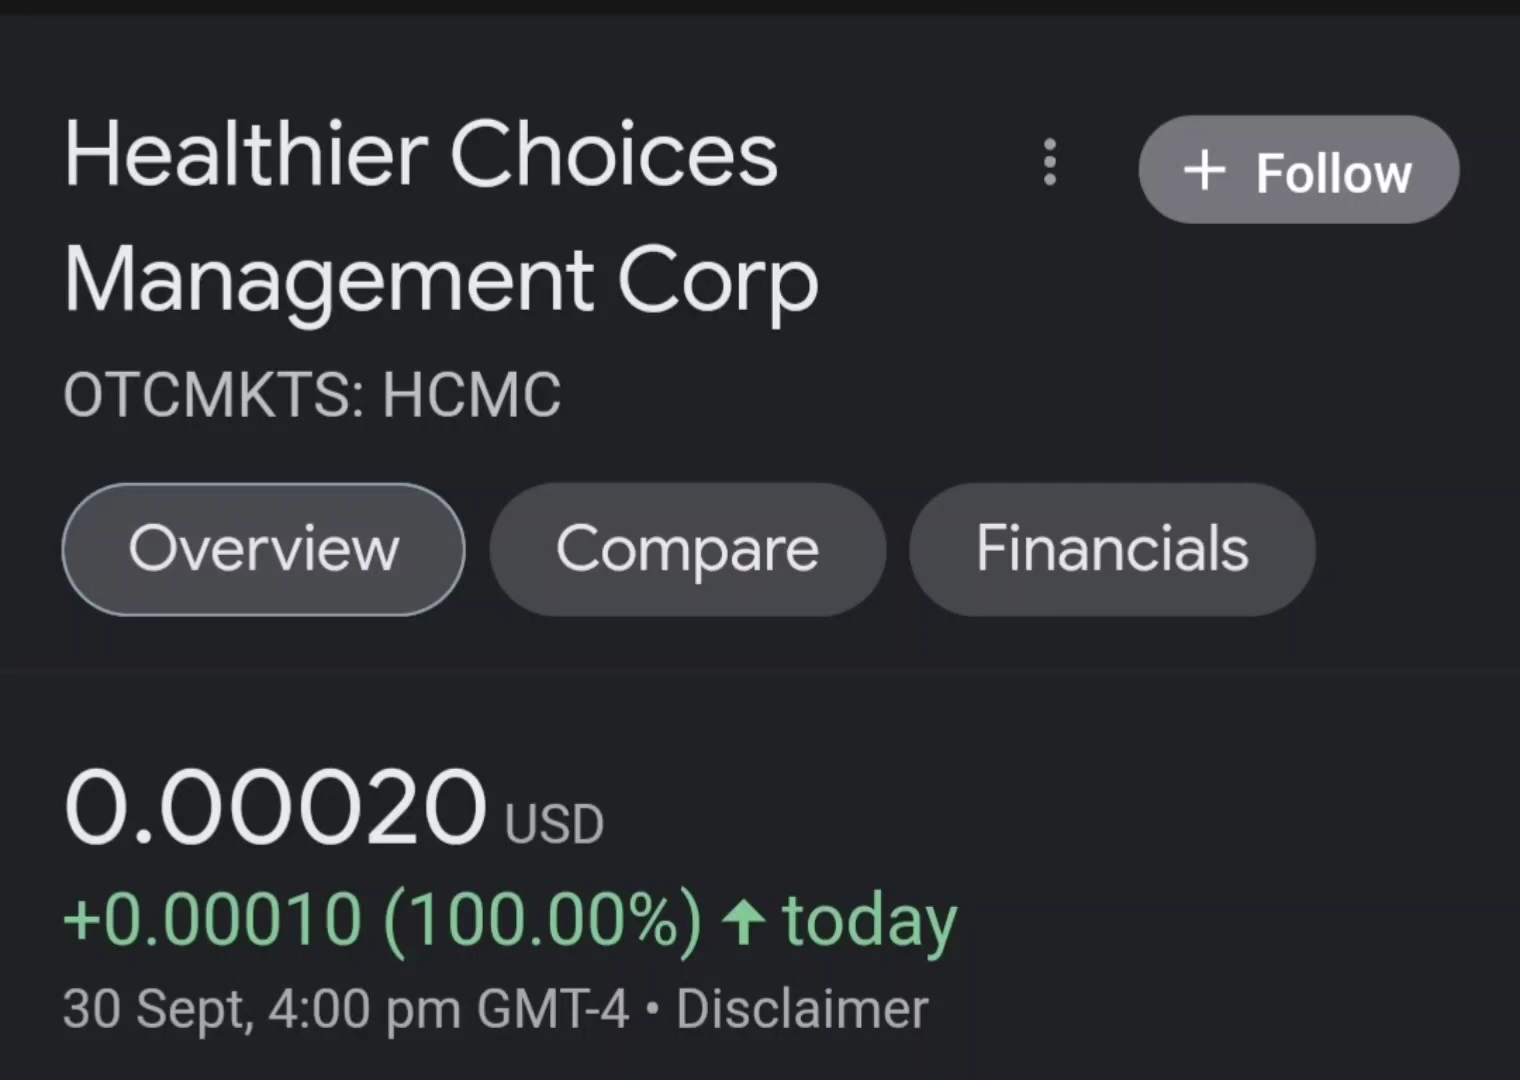 Healthier Choices
Management Corp
+ Follow
OTCMKTS: HCMC
Overview
Compare
Financials
0.00020 USD
+0.00010 (100.00%) ↑ today
30 Sept, 4:00 pm GMT-4 • Disclaimer